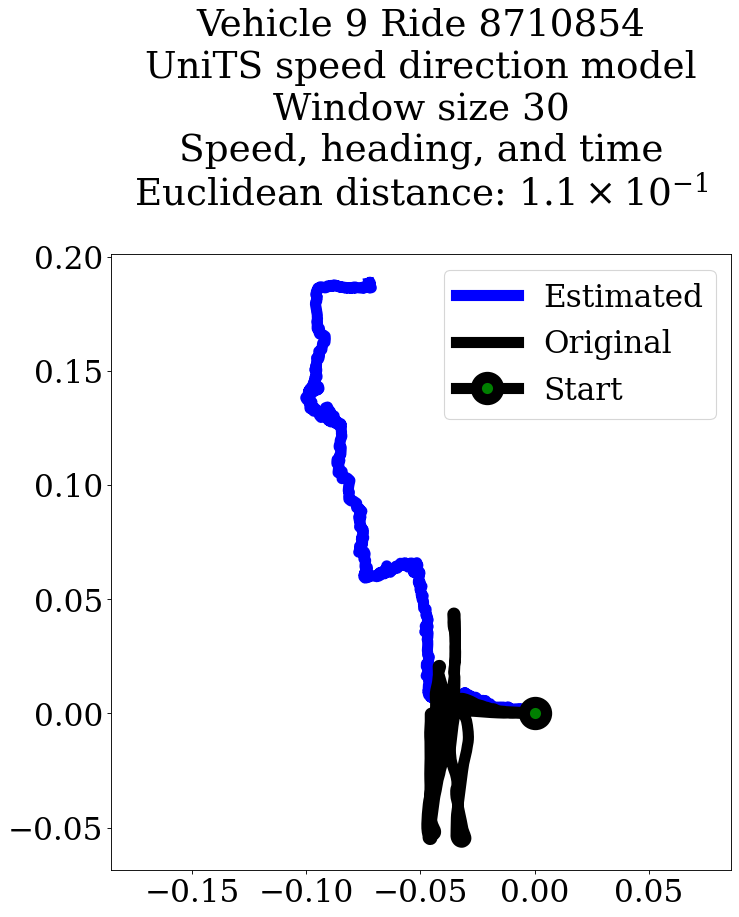 Vehicle 9 Ride 8710854
UniTS speed direction model
Window size 30
Speed, heading, and time
Euclidean distance: 1.1 × 10⁻¹
0.20
0.15
0.10
0.05
0.00
−0.05
Estimated
Original
Start
−0.15 −0.10 −0.05 0.00 0.05